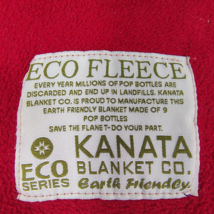 ECO FLEECE
EVERY YEAR MILLIONS OF POP BOTTLES ARE
DISCARDED AND END UP IN LANDFILLS. KANATA
BLANKET CO. IS PROUD TO MANUFACTURE THIS
EARTH FRIENDLY BLANKET MADE OF 9
POP BOTTLES
SAVE THE PLANET-DO YOUR PART.
KANATA
ECO BLANKET CO.
SERIES Earth Friendly